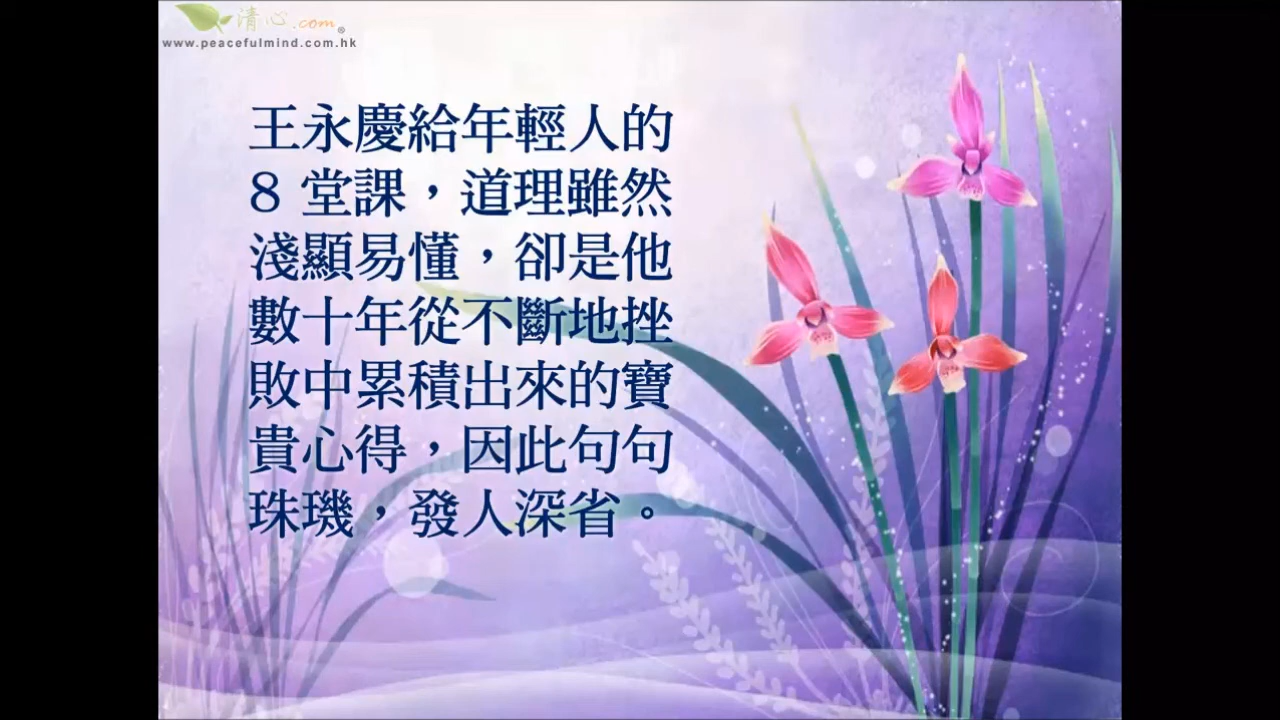 清心.com®
www.peacefulmind.com.hk
王永慶給年輕人的
8 堂課，道理雖然
淺顯易懂，卻是他
數十年從不斷地挫
敗中累積出來的寶
貴心得，因此句句
珠璣，發人深省。